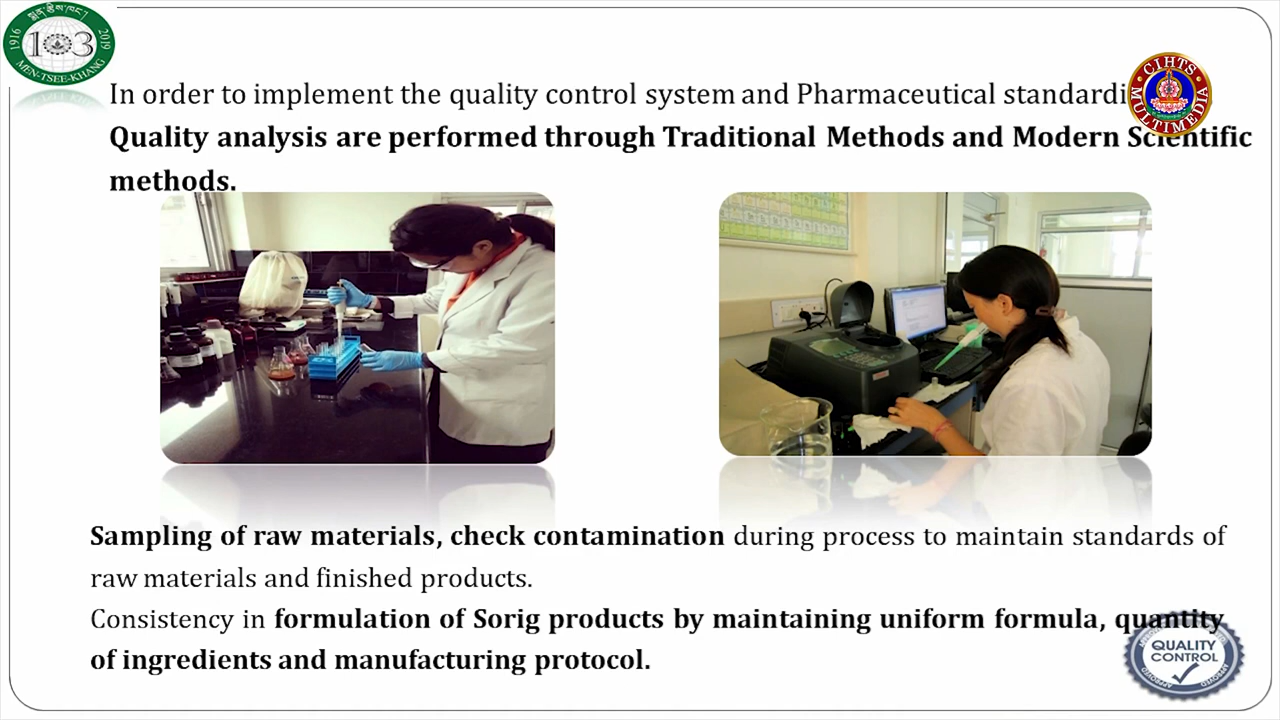 1916 2019
103
MEN-TSEE-KHANG
CIHTS
MULTIMEDIA
In order to implement the quality control system and Pharmaceutical
Quality analysis are performed through Traditional Methods and Modern Scientific
methods.
Sampling of raw materials, check contamination during process to maintain standards of
raw materials and finished products.
Consistency in formulation of Sorig products by maintaining uniform formula, quantity
of ingredients and manufacturing protocol.
QUALITY
CONTROL
APPROVED
APPROVED